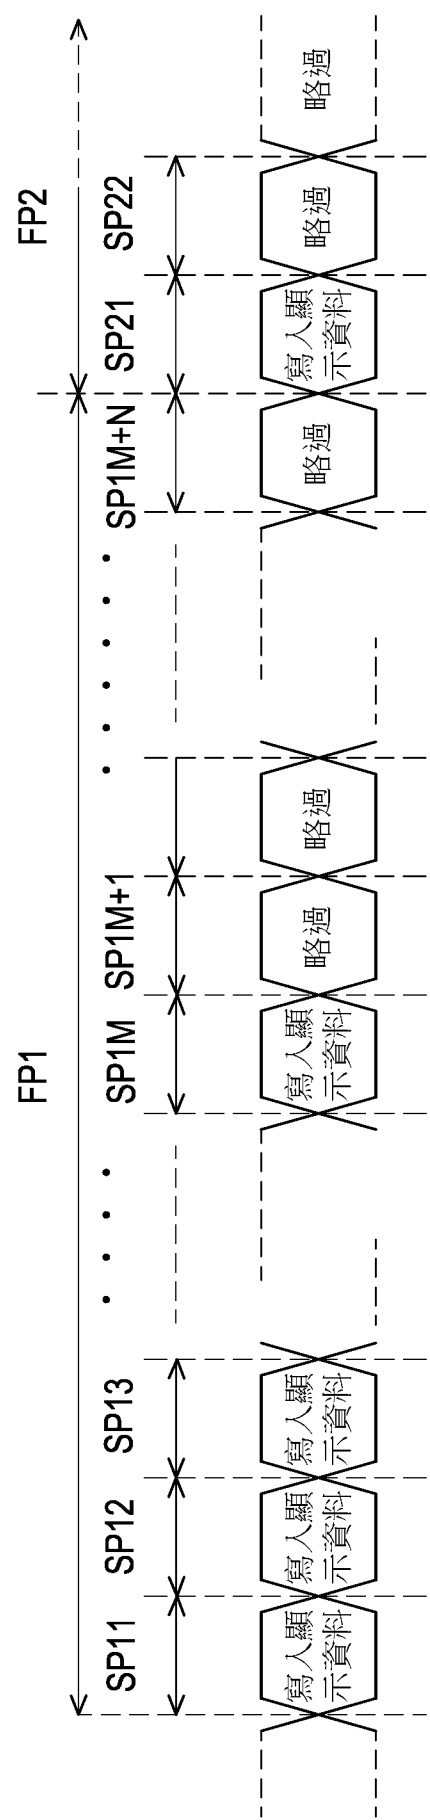 FP1
FP2
SP11
SP12
SP13
SP1M
SP1M+1
SP1M+N
SP21
SP22
寫入顯
示資料
寫入顯
示資料
寫入顯
示資料
寫入顯
示資料
略過
略過
略過
寫入顯
示資料
略過
略過